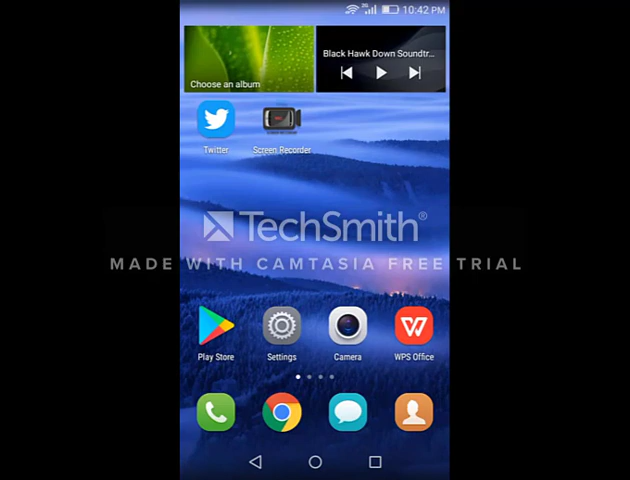 3G 10:42 PM
Black Hawk Down Soundtr...
Choose an album
Twitter Screen Recorder
TechSmith®
MADE WITH CAMTASIA FREE TRIAL
Play Store Settings Camera WPS Office